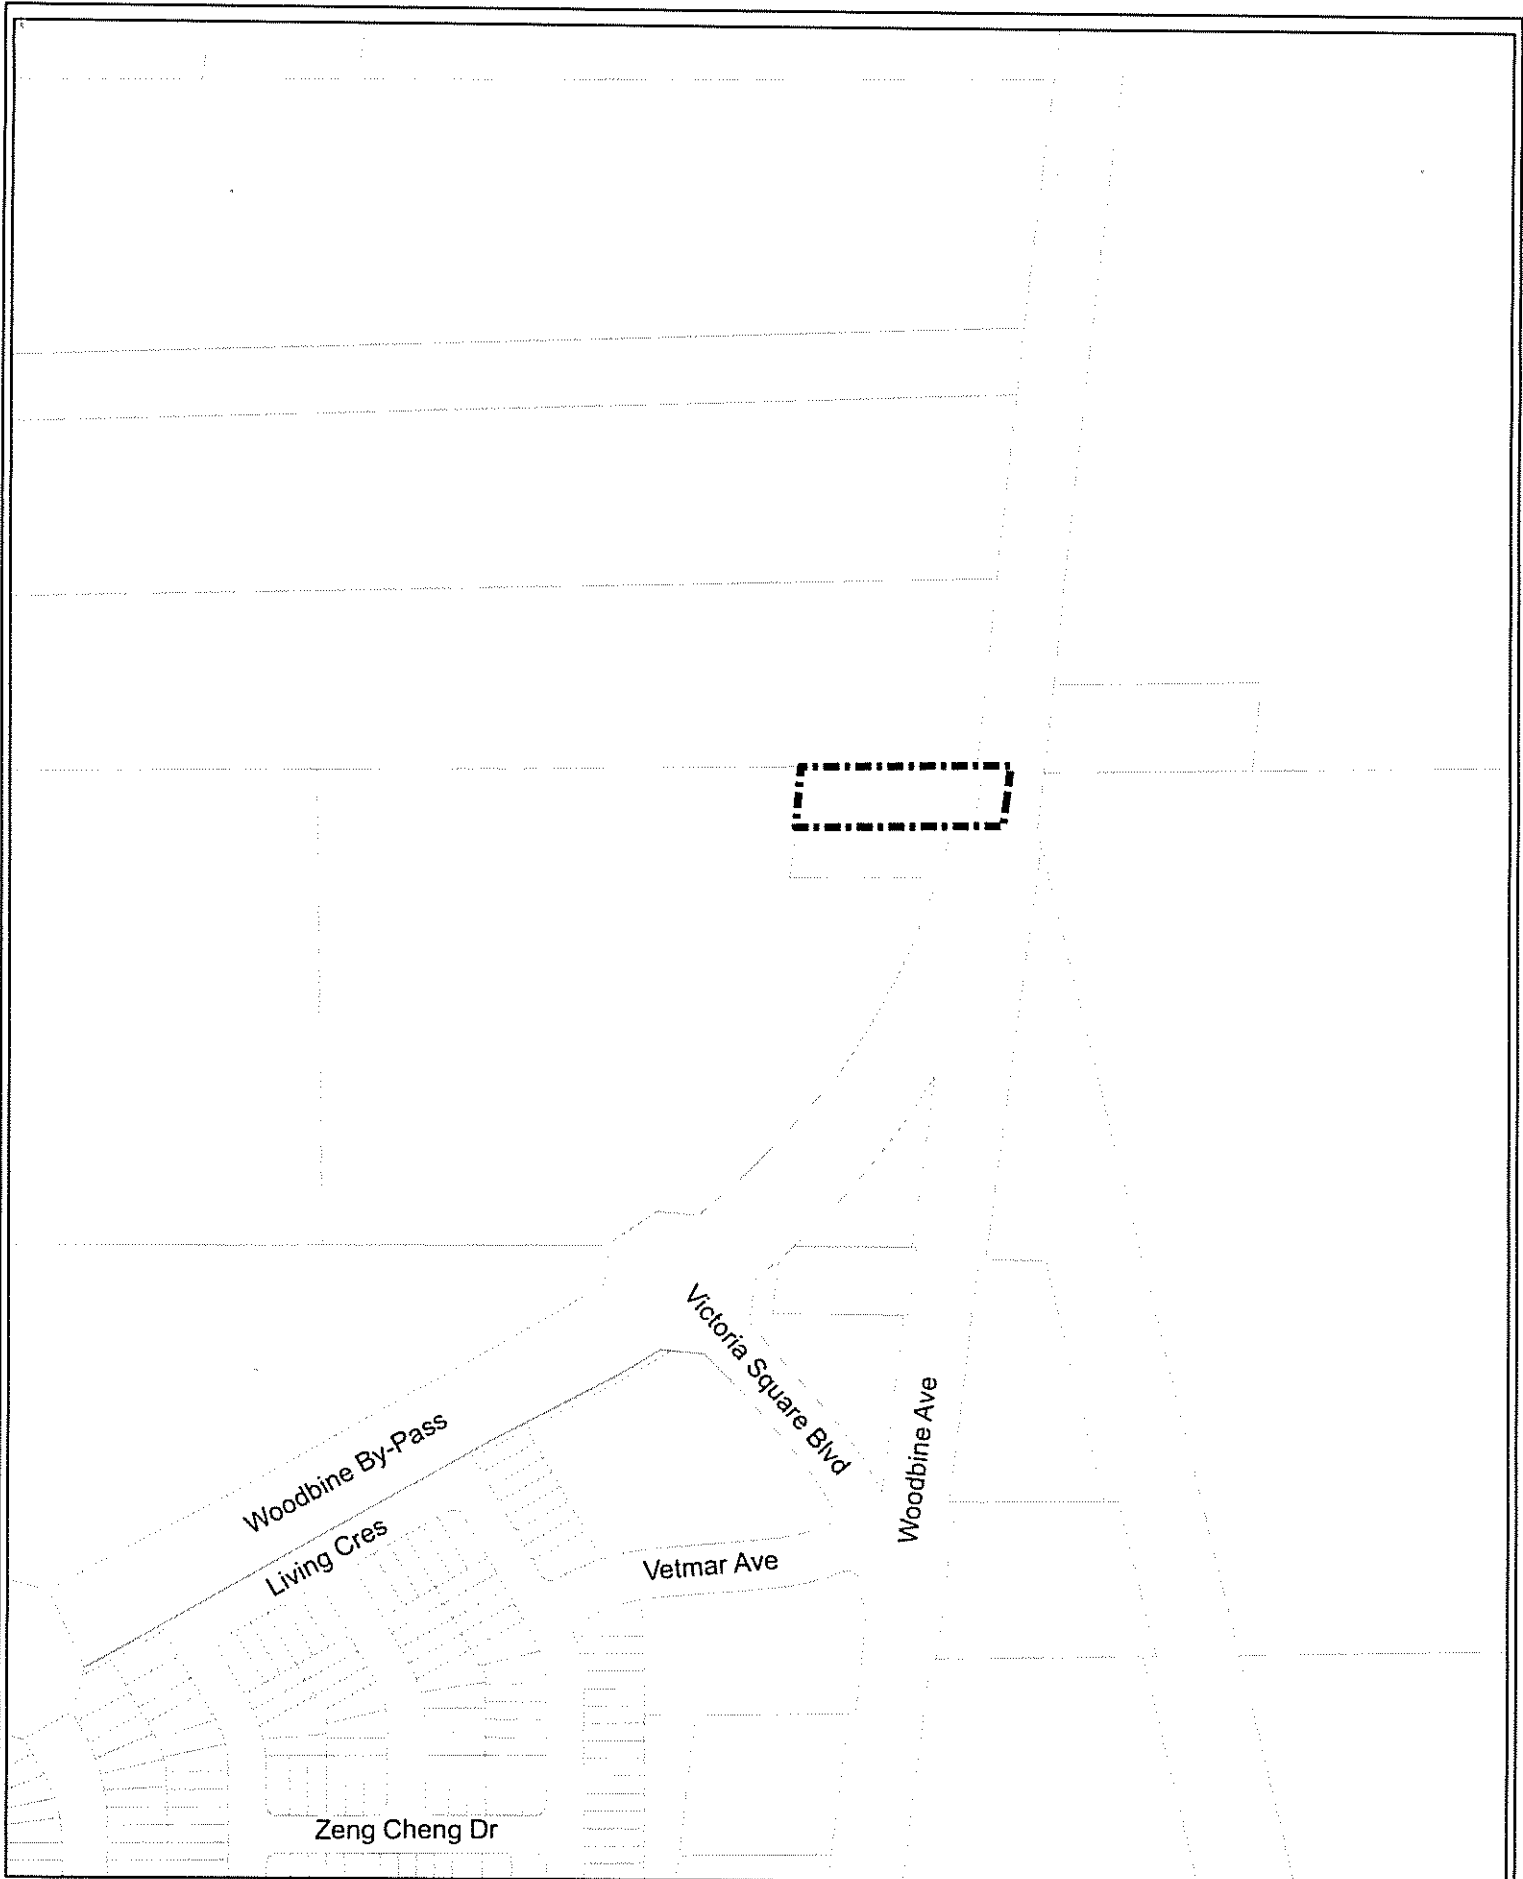 Victoria Square Blvd
Woodbine Ave
Woodbine By-Pass
Living Cres
Vetmar Ave
Zeng Cheng Dr